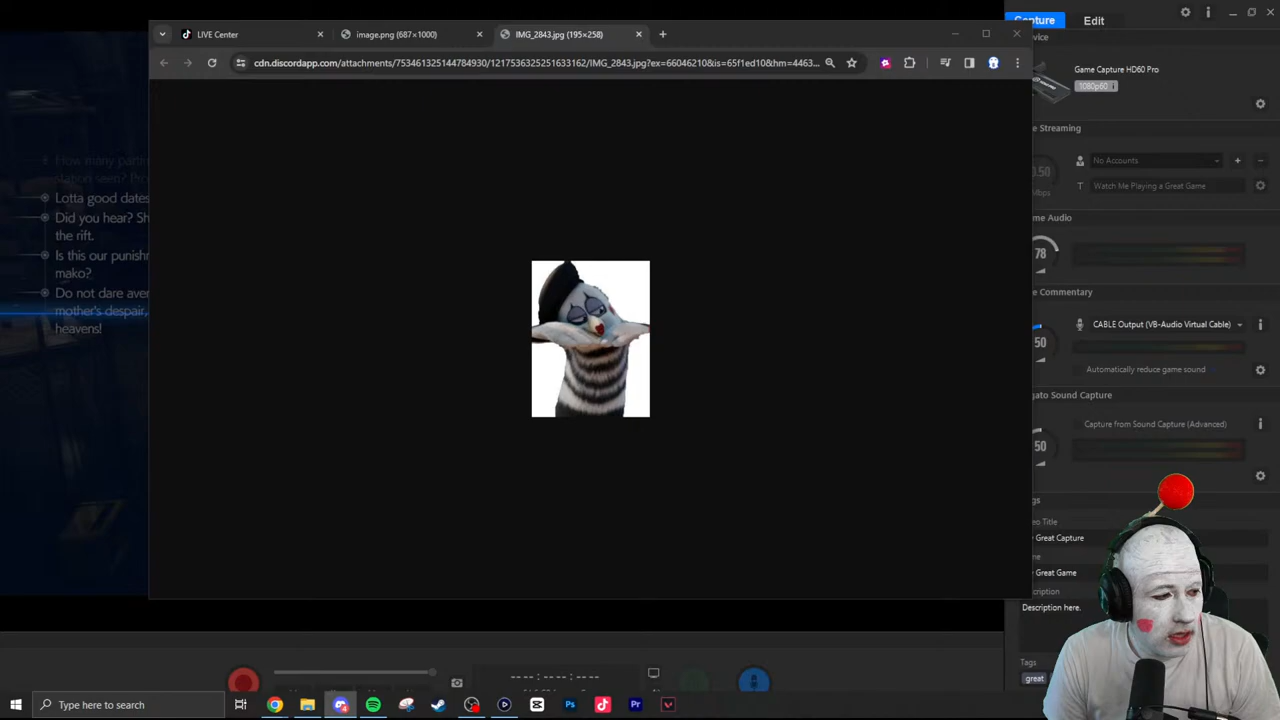 Capture
Edit
LIVE Center
image.png (687×1000)
IMG_2843.jpg (195×258)
cdn.discordapp.com/attachments/753461325144784930/1217536325251633162/IMG_2843.jpg?ex=66046210&is=65f1ed10&hm=4463...
Game Capture HD60 Pro
1080p60
Streaming
No Accounts
Watch Me Playing a Great Game
Audio
78
Commentary
CABLE Output (VB-Audio Virtual Cable)
50
Automatically reduce game sound
Sound Capture
Capture from Sound Capture (Advanced)
50
Title
Great Capture
Great Game
Description here.
Tags
great
How many
Lotta good dates
Did you hear? Sh
the rift.
Is this our punishm
mako?
Do not dare aver
mother's despair,
heavens!
Type here to search